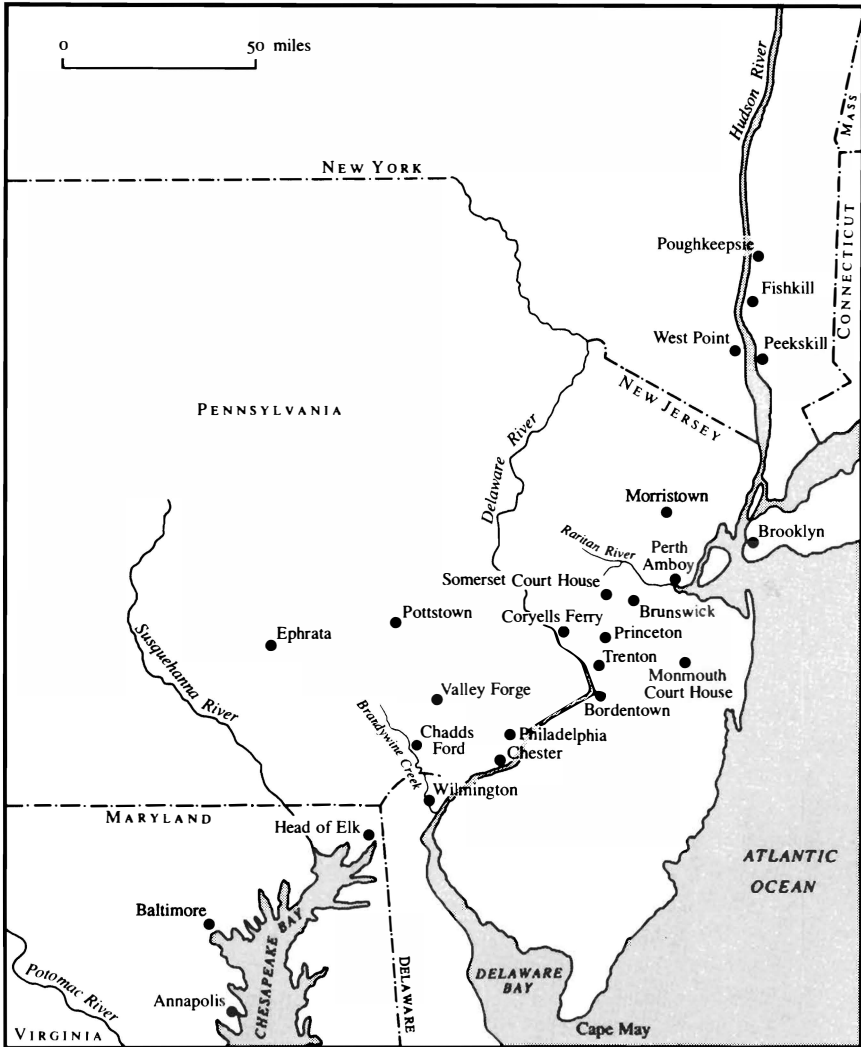 0 50 miles
Hudson River
MASS
NEW YORK
CONNECTICUT
Poughkeepsie
Fishkill
West Point
Peekskill
NEW JERSEY
PENNSYLVANIA
Delaware River
Morristown
Brooklyn
Raritan River
Perth
Amboy
Somerset Court House
Brunswick
Pottstown
Coryells Ferry
Princeton
Ephrata
Trenton
Monmouth
Court House
Susquehanna River
Valley Forge
Bordentown
Brandywine Creek
Chadds
Ford
Philadelphia
Chester
Wilmington
MARYLAND
Head of Elk
ATLANTIC
OCEAN
Baltimore
CHESAPEAKE BAY
Potomac River
DELAWARE
DELAWARE
BAY
Annapolis
VIRGINIA
Cape May